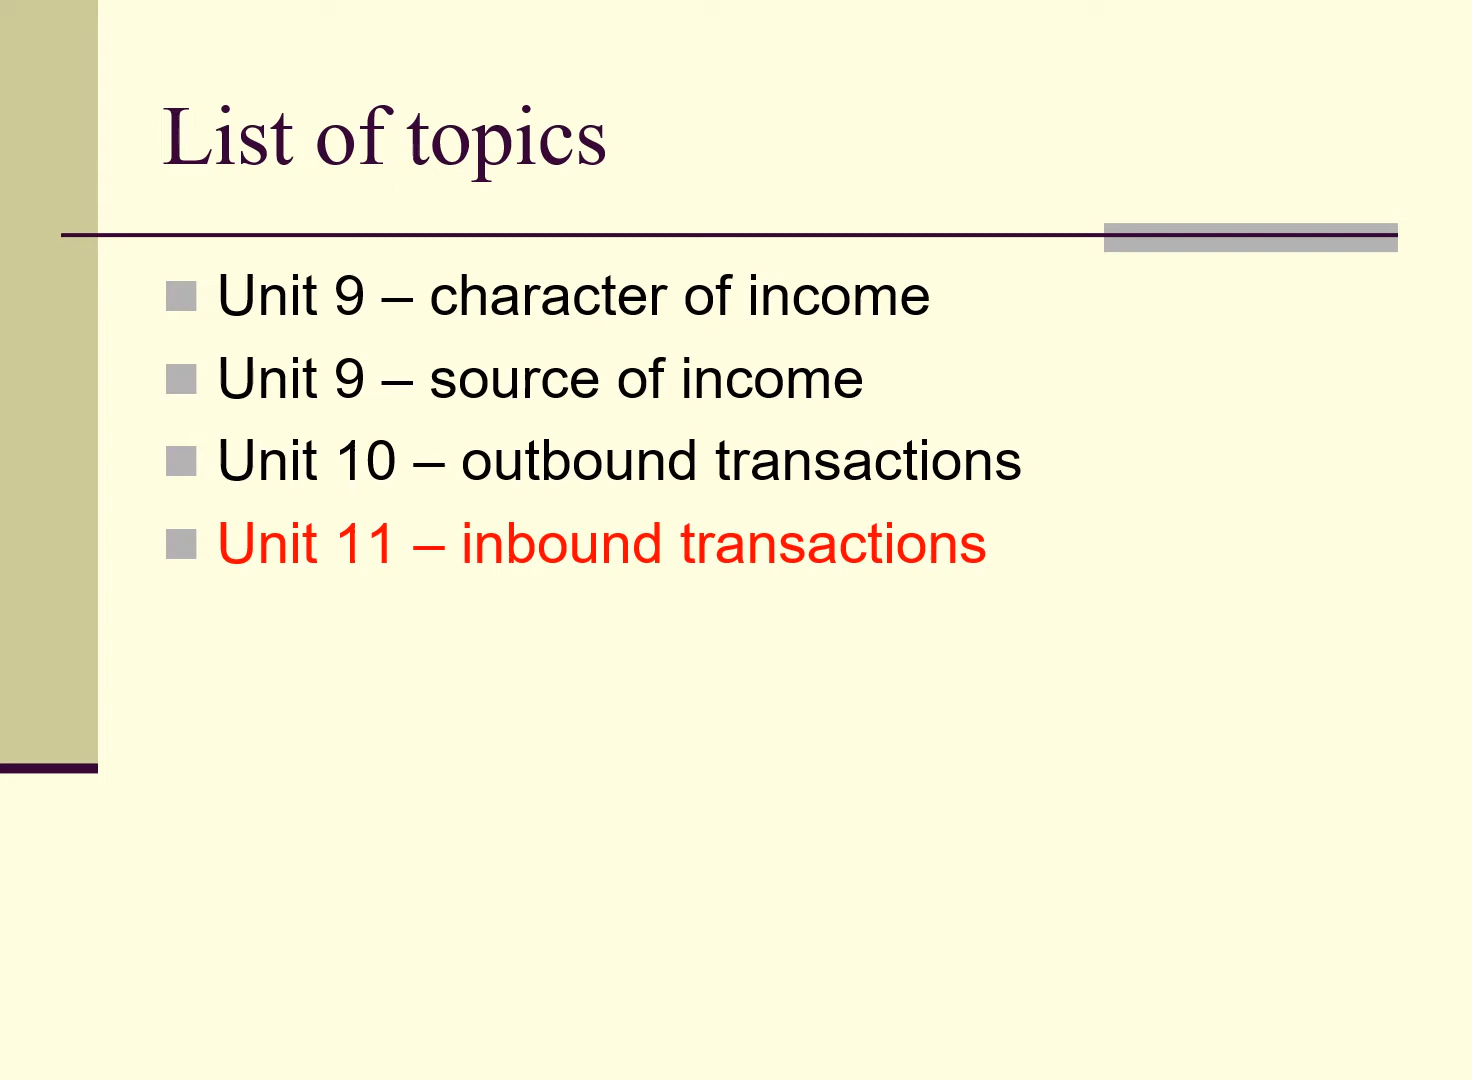 List of topics
Unit 9 – character of income
Unit 9 – source of income
Unit 10 – outbound transactions
Unit 11 – inbound transactions